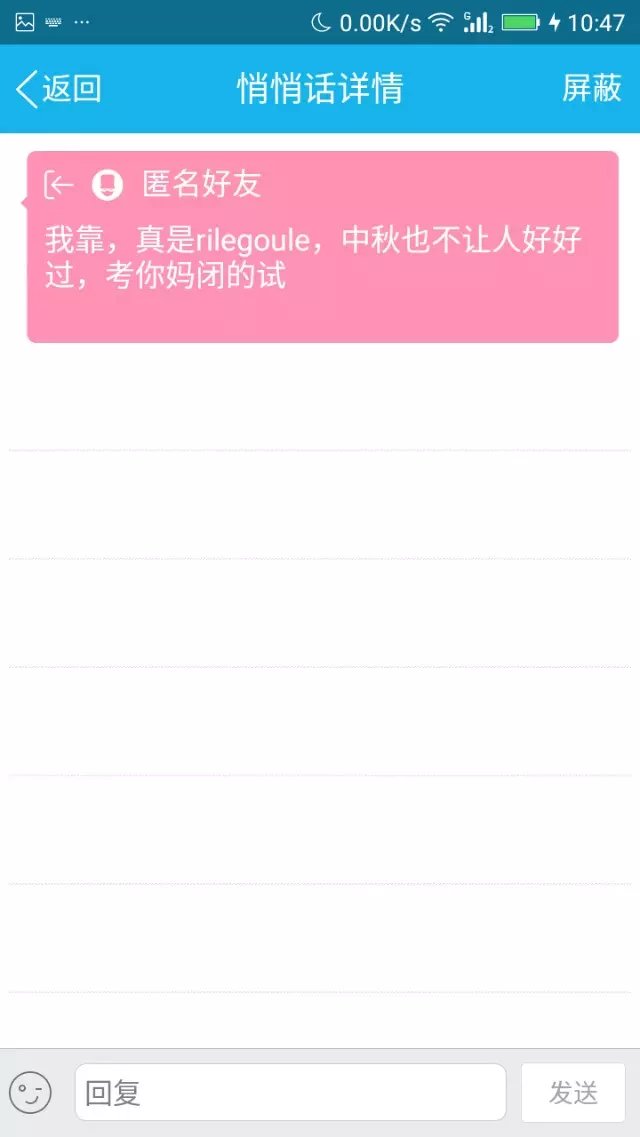 0.00K/s G 2 10:47
返回 悄悄话详情 屏蔽
匿名好友
我靠，真是rilegoule，中秋也不让人好好
过，考你妈闭的试
回复 发送